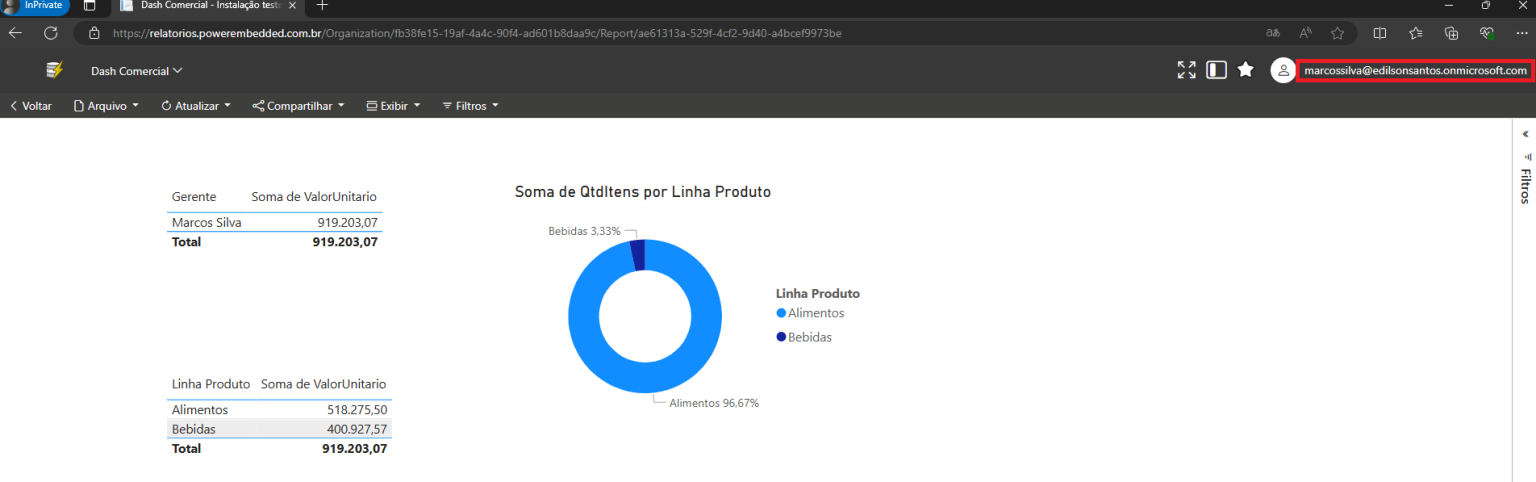 InPrivate
Dash Comercial - Instalação test
https://relatorios.powerembedded.com.br/Organization/fb38fe15-19af-4a4c-90f4-ad601b8daa9c/Report/ae61313a-529f-4cf2-9d40-a4bcef9973be
Dash Comercial
marcossilva@edilsonsantos.onmicrosoft.com
Voltar Arquivo Atualizar Compartilhar Exibir Filtros
Gerente Soma de ValorUnitario
Marcos Silva 919.203,07
Total 919.203,07
Soma de QtdItens por Linha Produto
Bebidas 3,33%
Alimentos 96,67%
Linha Produto
Alimentos
Bebidas
Linha Produto Soma de ValorUnitario
Alimentos 518.275,50
Bebidas 400.927,57
Total 919.203,07
Filtros